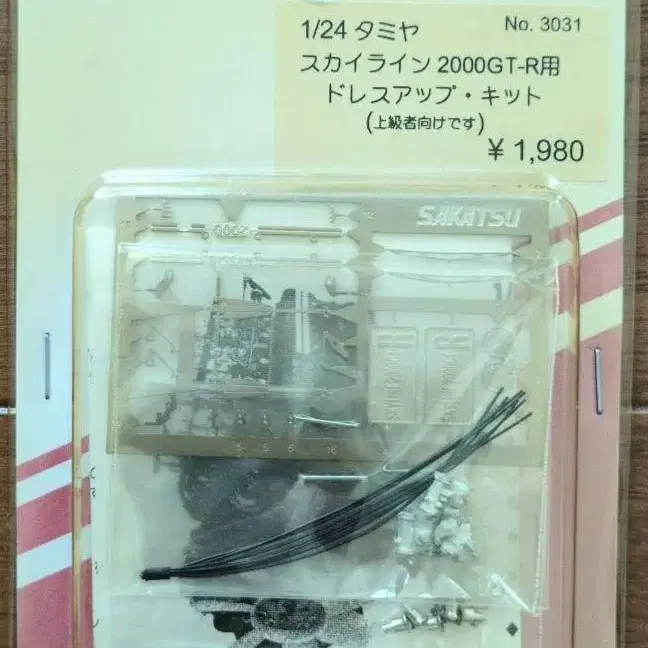 1/24 タミヤ No. 3031
スカイライン 2000GT-R用
ドレスアップ・キット
(上級者向けです)
¥ 1,980
SAKATSU
2000